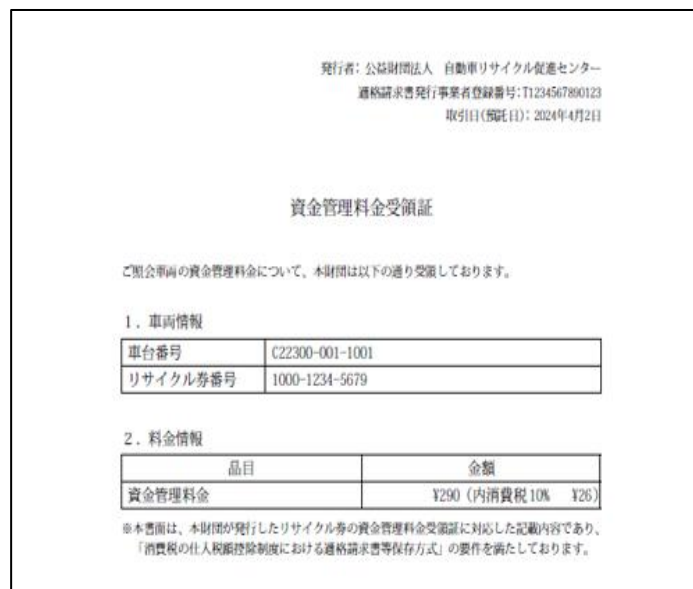 発行者：公益財団法人　自動車リサイクル促進センター
適格請求書発行事業者登録番号：T1234567890123
取引日（預託日）：2024年4月2日
資金管理料金受領証
ご照会車両の資金管理料金について、本財団は以下の通り受領しております。
1．車両情報
車台番号　C22300-001-1001
リサイクル券番号　1000-1234-5679
2．料金情報
品目　金額
資金管理料金　¥290（内消費税10%　¥26）
※本書面は、本財団が発行したリサイクル券の資金管理料金受領証に対応した記載内容であり、
「消費税の仕入税額控除制度における適格請求書等保存方式」の要件を満たしております。